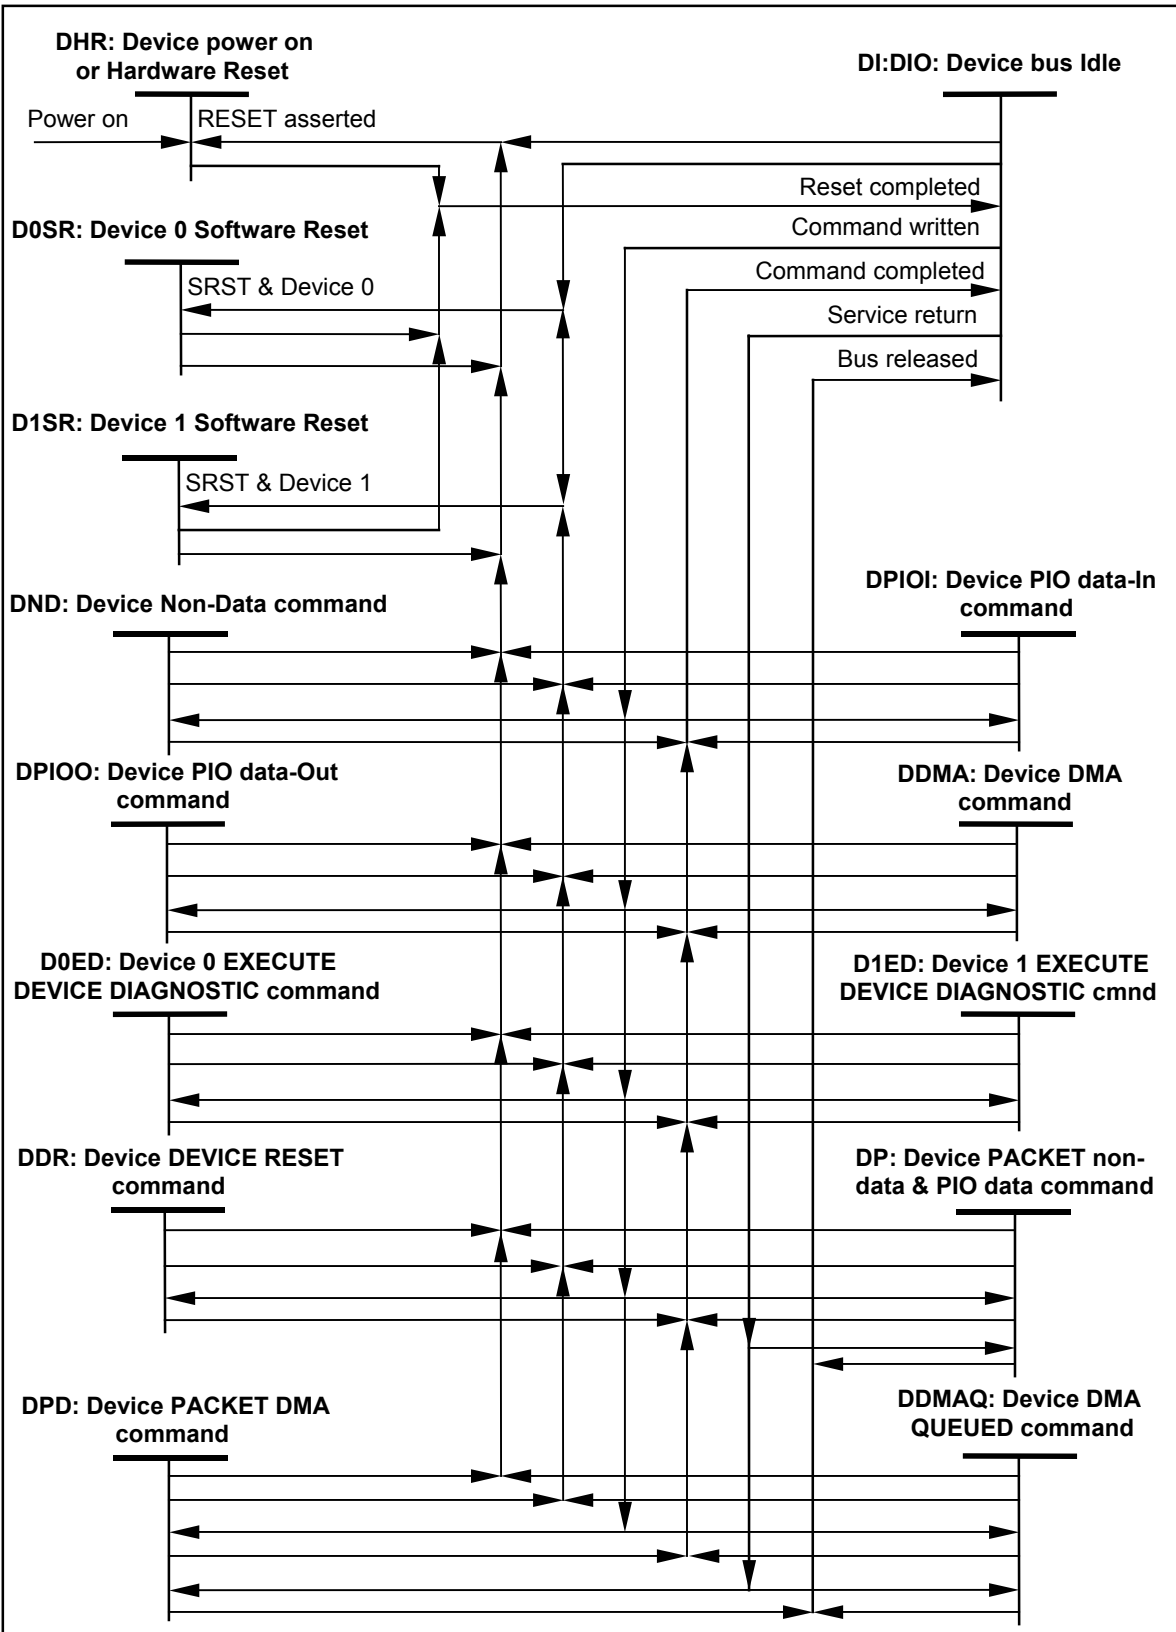 DHR: Device power on
or Hardware Reset
DI:DIO: Device bus Idle
Power on
RESET asserted
Reset completed
D0SR: Device 0 Software Reset
Command written
SRST & Device 0
Command completed
Service return
Bus released
D1SR: Device 1 Software Reset
SRST & Device 1
DND: Device Non-Data command
DPIOI: Device PIO data-In
command
DPIOO: Device PIO data-Out
command
DDMA: Device DMA
command
D0ED: Device 0 EXECUTE
DEVICE DIAGNOSTIC command
D1ED: Device 1 EXECUTE
DEVICE DIAGNOSTIC cmnd
DDR: Device DEVICE RESET
command
DP: Device PACKET non-
data & PIO data command
DPD: Device PACKET DMA
command
DDMAQ: Device DMA
QUEUED command